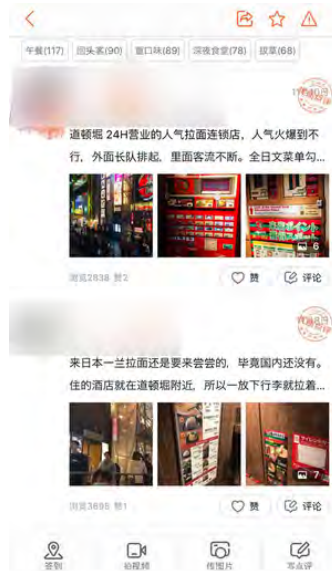 午餐(117) 回头客(90) 重口味(89) 深夜食堂(78) 拔草(68)
道顿堀 24H营业的人气拉面连锁店，人气火爆到不
行，外面长队排起，里面客流不断。全日文菜单勾...
6
浏览2838 赞2
赞
评论
来日本一兰拉面还是要来尝尝的，毕竟国内还没有。
住的酒店就在道顿堀附近，所以一放下行李就拉着...
7
浏览3695 赞1
赞
评论
签到
拍视频
传图片
写点评